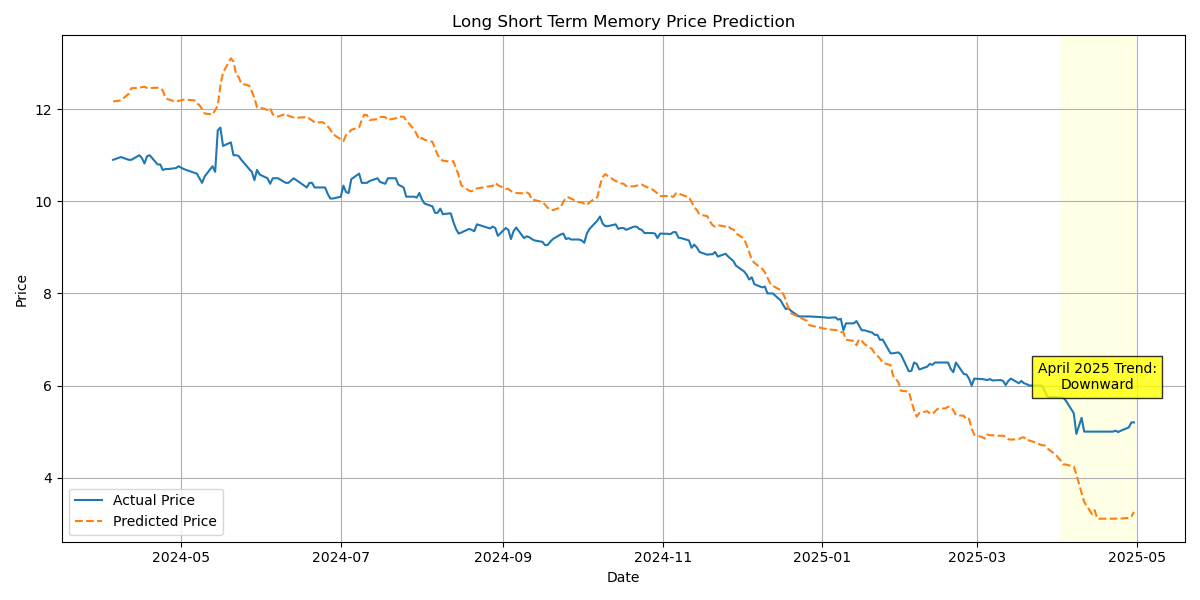 Long Short Term Memory Price Prediction
Price
12
10
8
6
4
April 2025 Trend:
Downward
Actual Price
Predicted Price
2024-05
2024-07
2024-09
2024-11
2025-01
2025-03
2025-05
Date